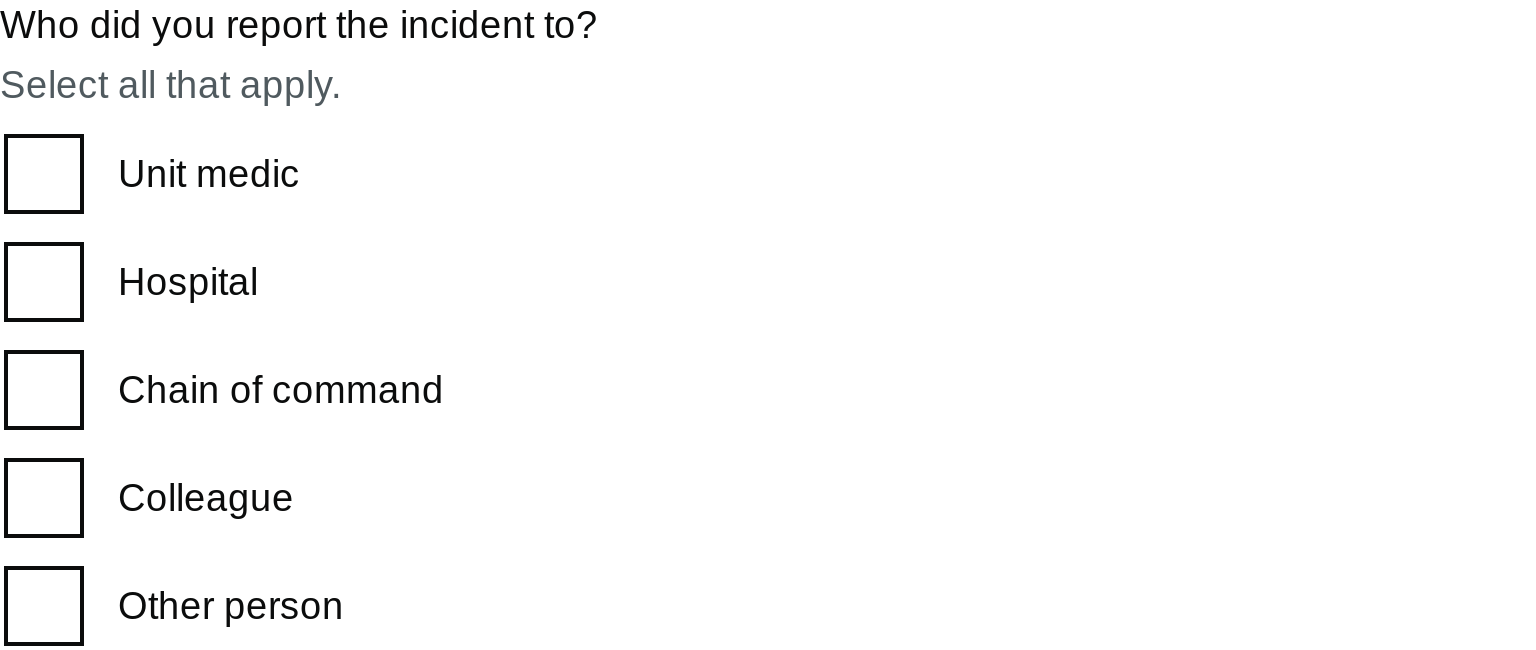 Who did you report the incident to?
Select all that apply.
Unit medic
Hospital
Chain of command
Colleague
Other person